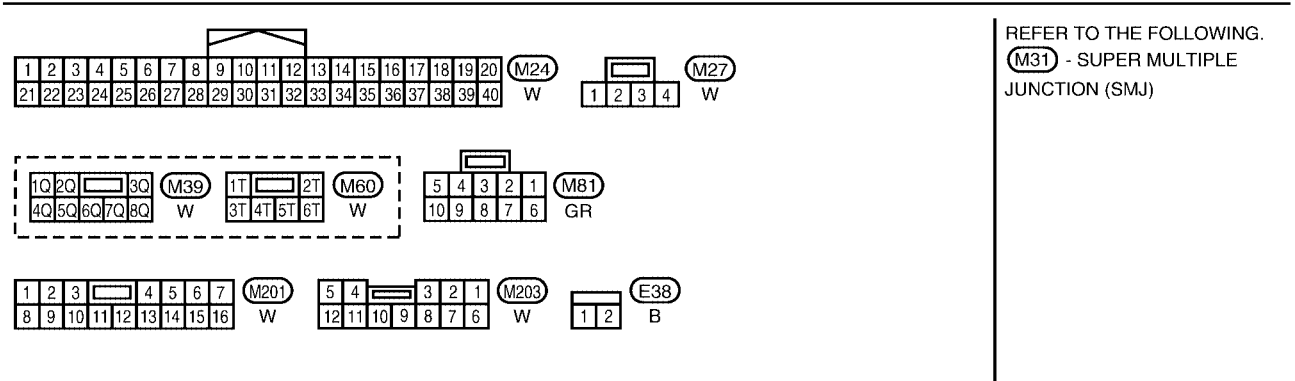 1 2 3 4 5 6 7 8 9 10 11 12 13 14 15 16 17 18 19 20 M24
21 22 23 24 25 26 27 28 29 30 31 32 33 34 35 36 37 38 39 40 W
M27
1 2 3 4 W
REFER TO THE FOLLOWING.
M31 - SUPER MULTIPLE
JUNCTION (SMJ)
1Q 2Q 3Q M39
4Q 5Q 6Q 7Q 8Q W
1T 2T M60
3T 4T 5T 6T W
5 4 3 2 1 M81
10 9 8 7 6 GR
1 2 3 4 5 6 7 M201
8 9 10 11 12 13 14 15 16 W
5 4 3 2 1 M203
12 11 10 9 8 7 6 W
E38
1 2 B